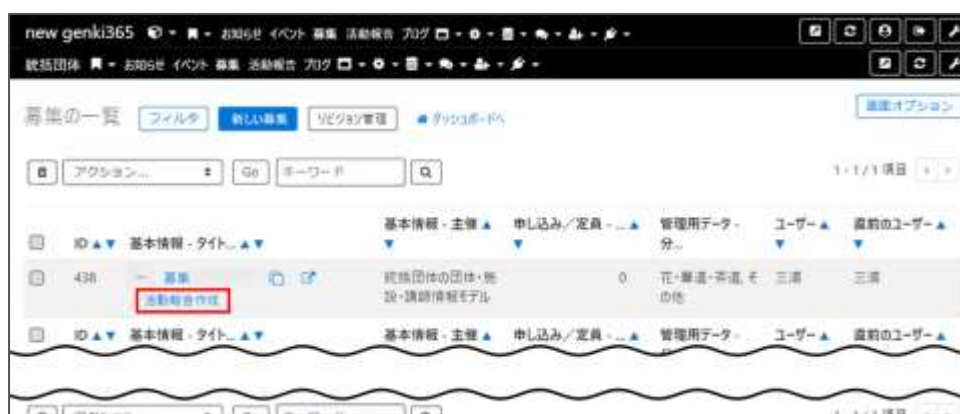 new genki365 お知らせ イベント 募集 活動報告 ブログ
統括団体 お知らせ イベント 募集 活動報告 ブログ
募集の一覧 フィルタ 新しい募集 リビジョン管理 ダッシュボードへ 画面オプション
アクション... Go キーワード 1 - 1 / 1 項目
ID▲▼ 基本情報 - タイト...▲▼ 基本情報 - 主催▲▼ 申し込み／定員 - ...▲▼ 管理用データ - 分... ユーザー▲▼ 直前のユーザー▲▼
438 — 募集 統括団体の団体・施設・講師情報モデル 0 花・華道・茶道, その他 三浦 三浦
活動報告作成
ID▲▼ 基本情報 - タイト...▲▼ 基本情報 - 主催▲ 申し込み／定員 - ...▲ 管理用データ - ユーザー▲ 直前のユーザー▲